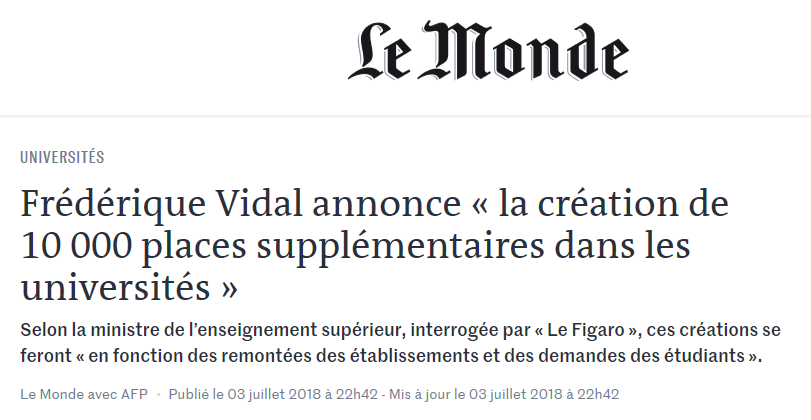 Le Monde
UNIVERSITÉS
Frédérique Vidal annonce « la création de
10 000 places supplémentaires dans les
universités »
Selon la ministre de l’enseignement supérieur, interrogée par « Le Figaro », ces créations se
feront « en fonction des remontées des établissements et des demandes des étudiants ».
Le Monde avec AFP • Publié le 03 juillet 2018 à 22h42 - Mis à jour le 03 juillet 2018 à 22h42